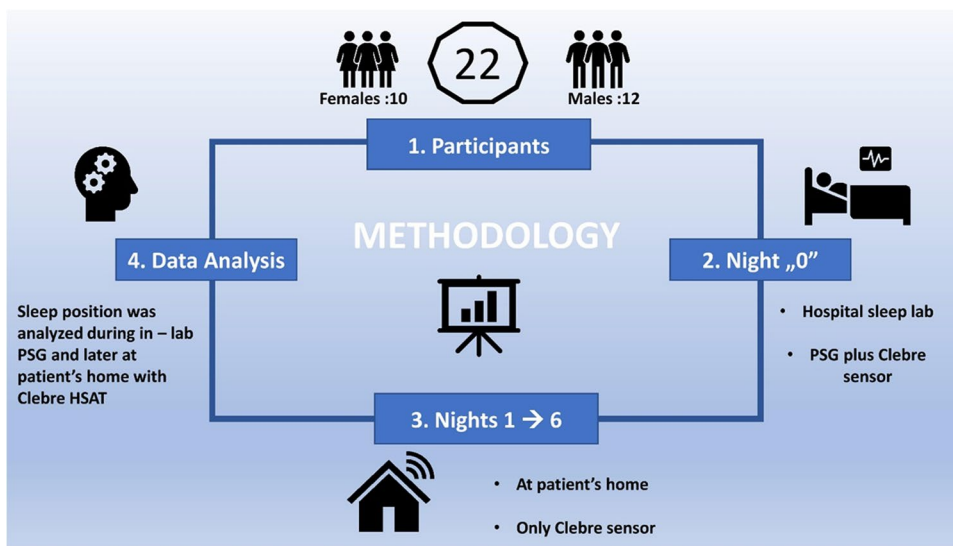 22
Females :10
Males :12
1. Participants
METHODOLOGY
4. Data Analysis
2. Night „0”
Sleep position was
analyzed during in – lab
PSG and later at
patient’s home with
Clebre HSAT
• Hospital sleep lab
• PSG plus Clebre
sensor
3. Nights 1 → 6
• At patient’s home
• Only Clebre sensor